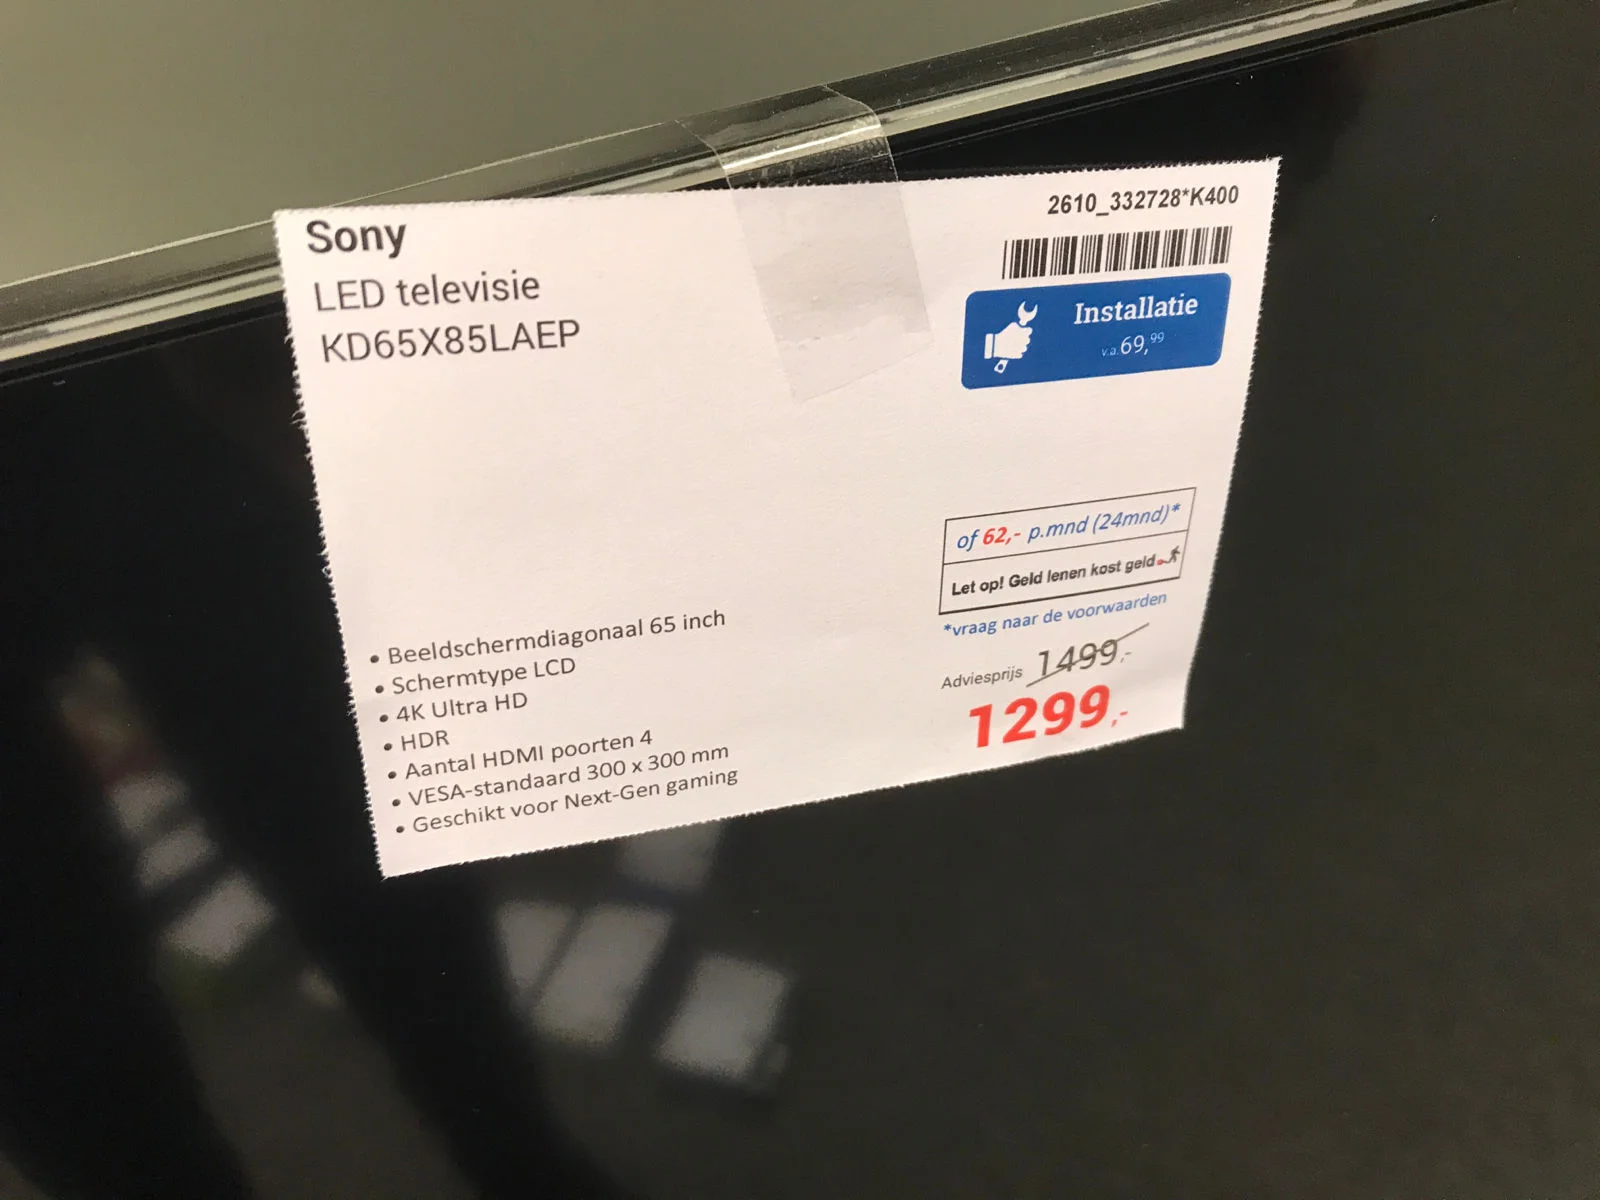 Sony
LED televisie
KD65X85LAEP
2610_332728*K400
Installatie
v.a. 69,99
of 62,- p.mnd (24mnd)*
Let op! Geld lenen kost geld
*vraag naar de voorwaarden
Adviesprijs 1499,-
1299,-
• Beeldschermdiagonaal 65 inch
• Schermtype LCD
• 4K Ultra HD
• HDR
• Aantal HDMI poorten 4
• VESA-standaard 300 x 300 mm
• Geschikt voor Next-Gen gaming